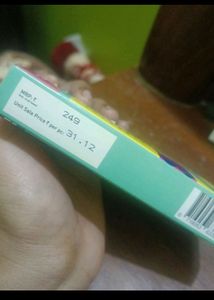 MRP: ₹
249
Unit Sale Price ₹ per pc: 31.12